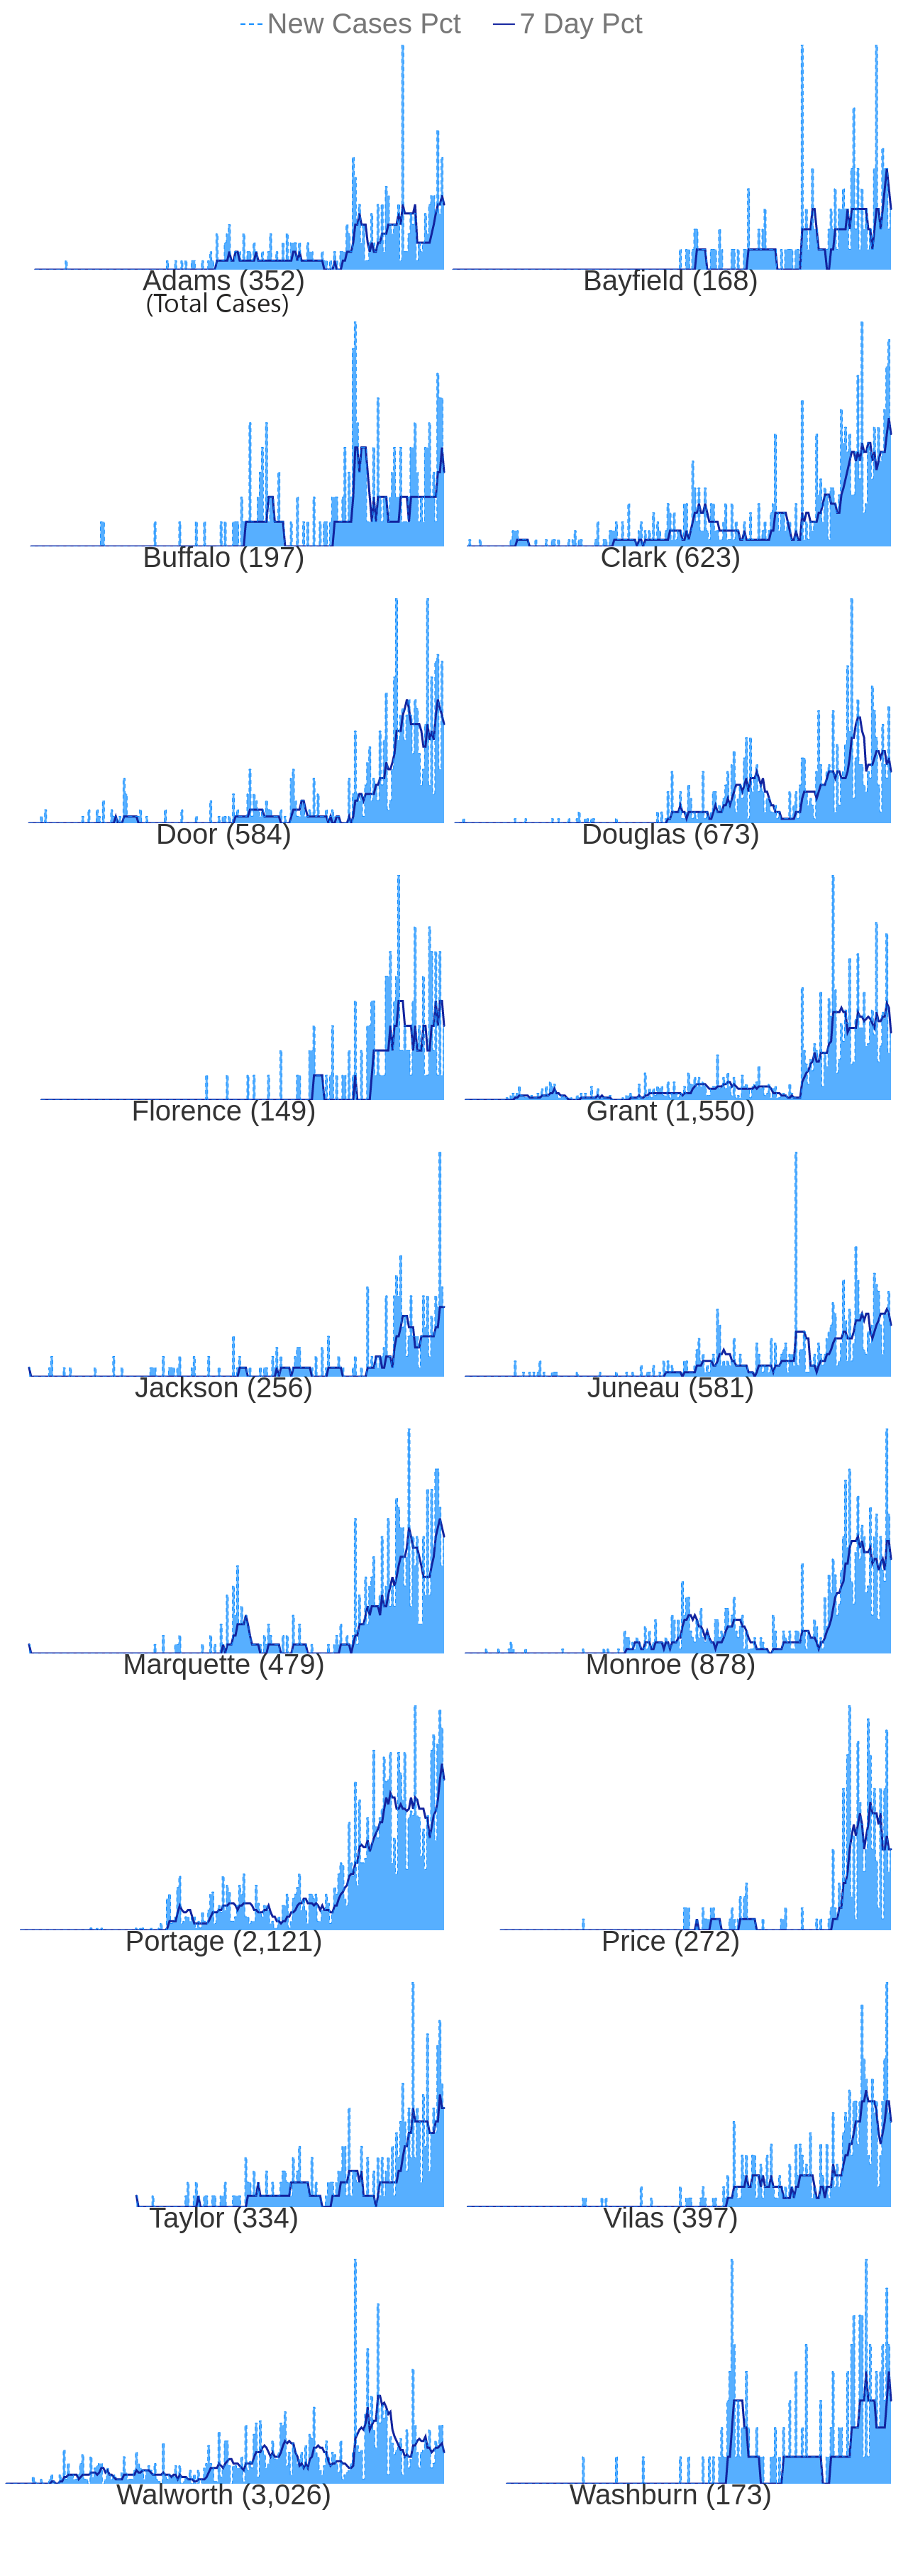 New Cases Pct 7 Day Pct
Adams (352) Bayfield (168)
(Total Cases)
Buffalo (197) Clark (623)
Door (584) Douglas (673)
Florence (149) Grant (1,550)
Jackson (256) Juneau (581)
Marquette (479) Monroe (878)
Portage (2,121) Price (272)
Taylor (334) Vilas (397)
Walworth (3,026) Washburn (173)